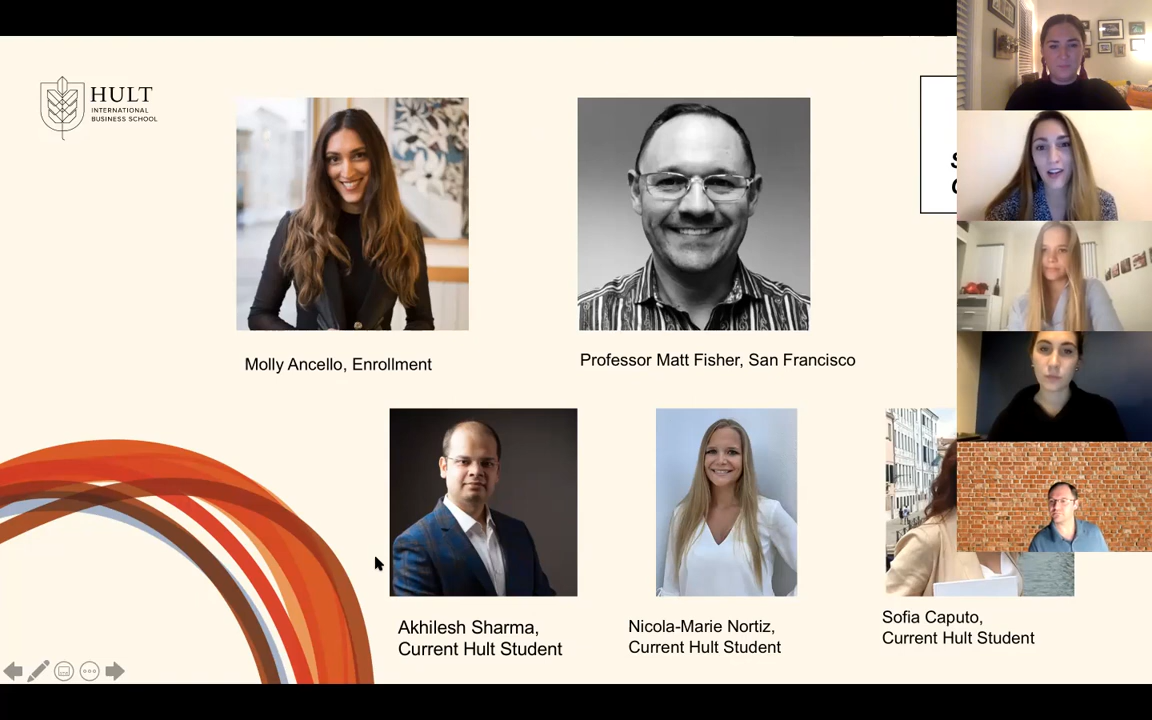 HULT
INTERNATIONAL
BUSINESS SCHOOL
Molly Ancello, Enrollment
Professor Matt Fisher, San Francisco
Akhilesh Sharma,
Current Hult Student
Nicola-Marie Nortiz,
Current Hult Student
Sofia Caputo,
Current Hult Student